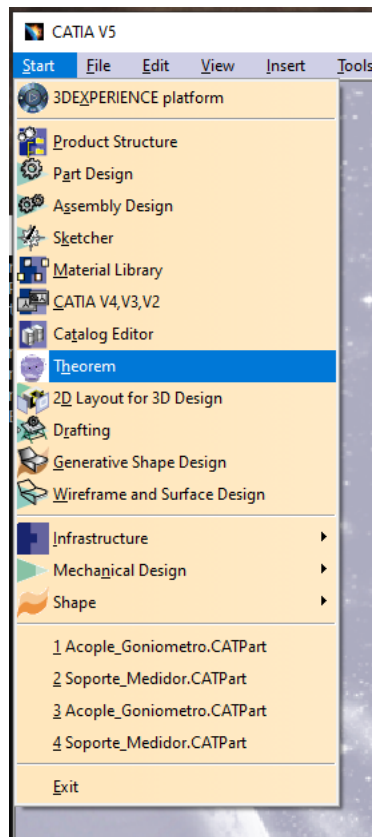 CATIA V5
Start File Edit View Insert Tools
3DEXPERIENCE platform
Product Structure
Part Design
Assembly Design
Sketcher
Material Library
CATIA V4,V3,V2
Catalog Editor
Theorem
2D Layout for 3D Design
Drafting
Generative Shape Design
Wireframe and Surface Design
Infrastructure
Mechanical Design
Shape
1 Acople_Goniometro.CATPart
2 Soporte_Medidor.CATPart
3 Acople_Goniometro.CATPart
4 Soporte_Medidor.CATPart
Exit